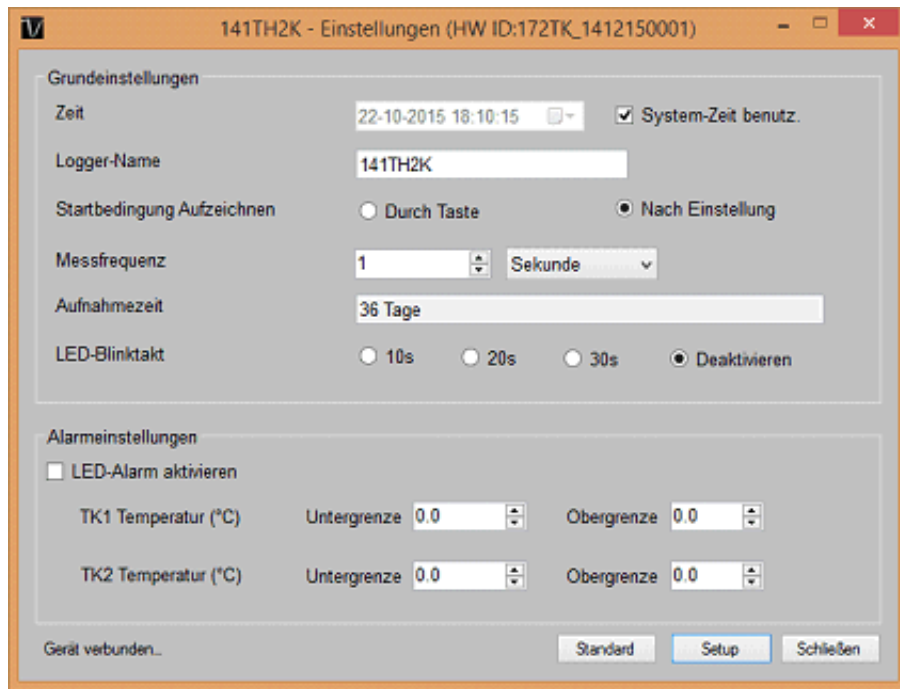 141TH2K - Einstellungen (HW ID:172TK_1412150001)
Grundeinstellungen
Zeit 22-10-2015 18:10:15 System-Zeit benutz.
Logger-Name 141TH2K
Startbedingung Aufzeichnen Durch Taste Nach Einstellung
Messfrequenz 1 Sekunde
Aufnahmezeit 36 Tage
LED-Blinktakt 10s 20s 30s Deaktivieren
Alarmeinstellungen
LED-Alarm aktivieren
TK1 Temperatur (°C) Untergrenze 0.0 Obergrenze 0.0
TK2 Temperatur (°C) Untergrenze 0.0 Obergrenze 0.0
Gerät verbunden... Standard Setup Schließen